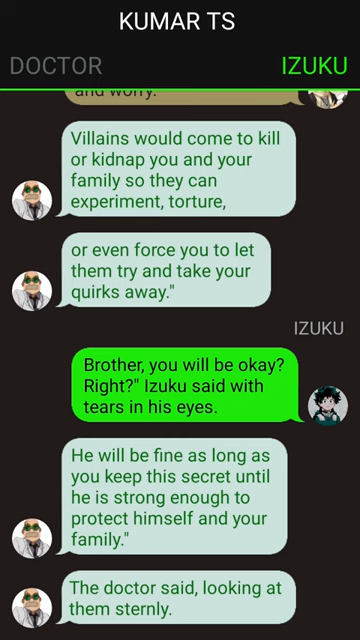 KUMAR TS
DOCTOR
IZUKU
and worry.
Villains would come to kill
or kidnap you and your
family so they can
experiment, torture,
or even force you to let
them try and take your
quirks away."
IZUKU
Brother, you will be okay?
Right?" Izuku said with
tears in his eyes.
He will be fine as long as
you keep this secret until
he is strong enough to
protect himself and your
family."
The doctor said, looking at
them sternly.